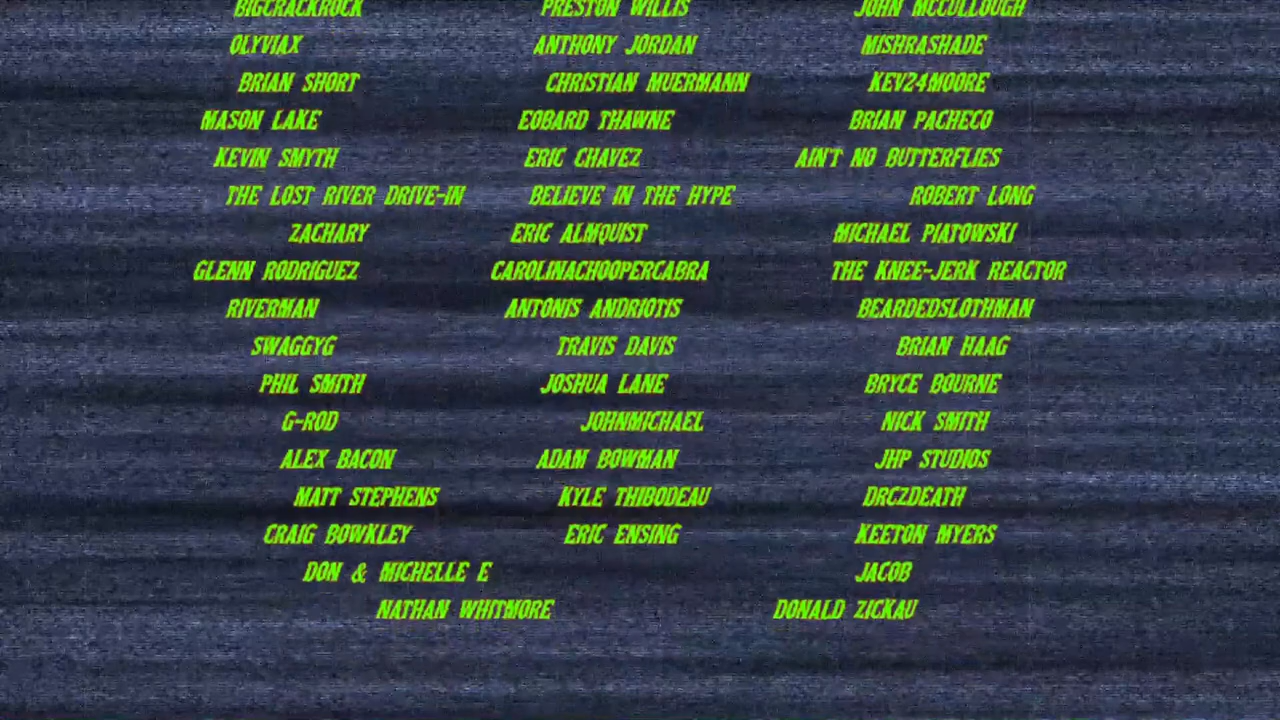 BIGCRACKROCK PRESTON WILLIS JOHN MCCULLOUGH
OLYVIAX ANTHONY JORDAN MISHRASHADE
BRIAN SHORT CHRISTIAN MUERMANN KEV24MOORE
MASON LAKE EOBARD THAWNE BRIAN PACHECO
KEVIN SMYTH ERIC CHAVEZ AIN'T NO BUTTERFLIES
THE LOST RIVER DRIVE-IN BELIEVE IN THE HYPE ROBERT LONG
ZACHARY ERIC ALMQUIST MICHAEL PIATOWSKI
GLENN RODRIGUEZ CAROLINACHOOPERCABRA THE KNEE-JERK REACTOR
RIVERMAN ANTONIS ANDRIOTIS BEARDEDSLOTHMAN
SWAGGYG TRAVIS DAVIS BRIAN HAAG
PHIL SMITH JOSHUA LANE BRYCE BOURNE
G-ROD JOHNMICHAEL NICK SMITH
ALEX BACON ADAM BOWMAN JHP STUDIOS
MATT STEPHENS KYLE THIBODEAU DRCZDEATH
CRAIG BOWKLEY ERIC ENSING KEETON MYERS
DON & MICHELLE E JACOB
NATHAN WHITMORE DONALD ZICKAU